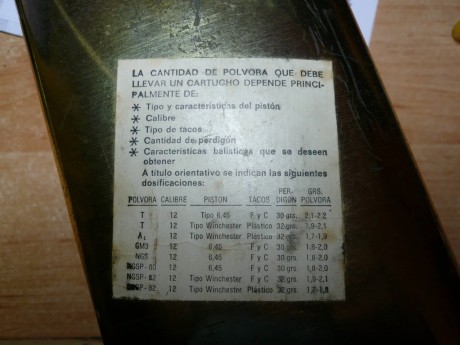 LA CANTIDAD DE POLVORA QUE DEBE
LLEVAR UN CARTUCHO DEPENDE PRINCI-
PALMENTE DE:
* Tipo y características del pistón
* Calibre
* Tipo de tacos
* Cantidad de perdigón
* Características balísticas que se deseen
obtener
A título orientativo se indican las siguientes
dosificaciones:
POLVORA CALIBRE PISTON TACOS PER-DIGON GRS. POLVORA
T 12 Tipo 6,45 F y C 30 grs. 2,1-2,2
T 12 Tipo Winchester Plástico 32 grs. 1,9-2,1
A₁ 12 Tipo Winchester Plástico 32 grs. 1,7-1,9
GM3 12 6,45 F y C 30 grs. 1,8-2,0
NGS 12 6,45 F y C 30 grs. 1,8-2,0
12 6,45 F y C 30 grs. 1,8-2,0
12 Tipo Winchester F y C 30 grs. 1,9-2,1
12 Tipo Winchester Plástico 32 grs.